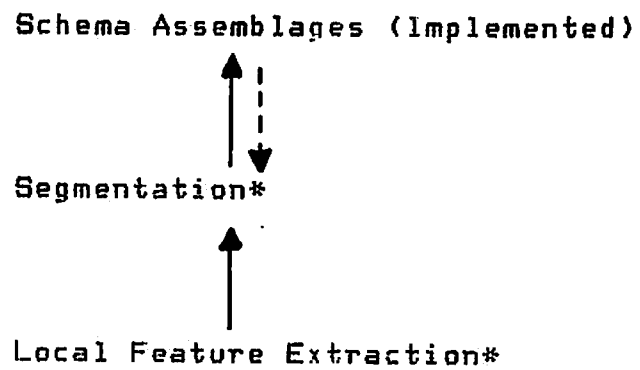 Schema Assemblages (Implemented)
Segmentation*
Local Feature Extraction*